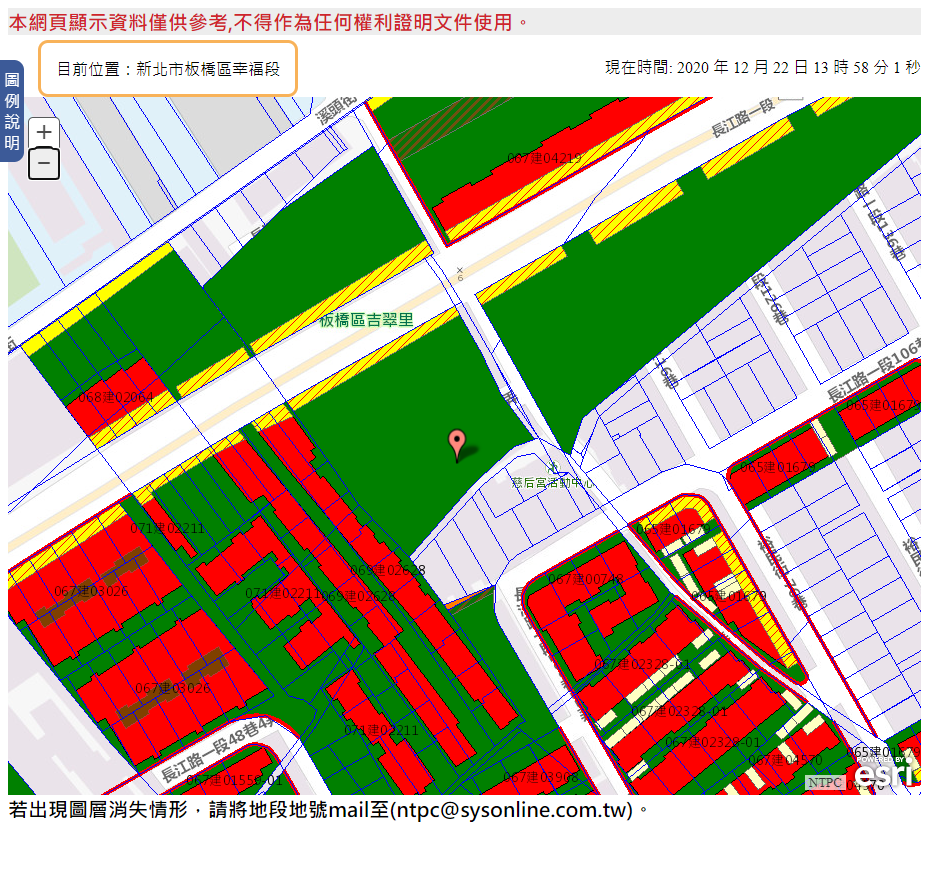 本網頁顯示資料僅供參考,不得作為任何權利證明文件使用。
目前位置：新北市板橋區幸福段
現在時間: 2020 年 12 月 22 日 13 時 58 分 1 秒
圖例說明
+
−
溪頭街
長江路一段
067建04219
板橋區吉翠里
068建02064
長江路一段106巷
065建01679
065建01679
慈后宮活動中心
071建02211
065建01679
069建02628
067建00748
067建03026
071建02211
069建02628
065建01679
067建02328-01
067建03026
067建02328-01
071建02211
067建02328-01
065建01679
067建04970
長江路一段48巷
067建01550-01
067建03908
NTPC
POWERED BY
esri
若出現圖層消失情形，請將地段地號mail至(ntpc@sysonline.com.tw)。